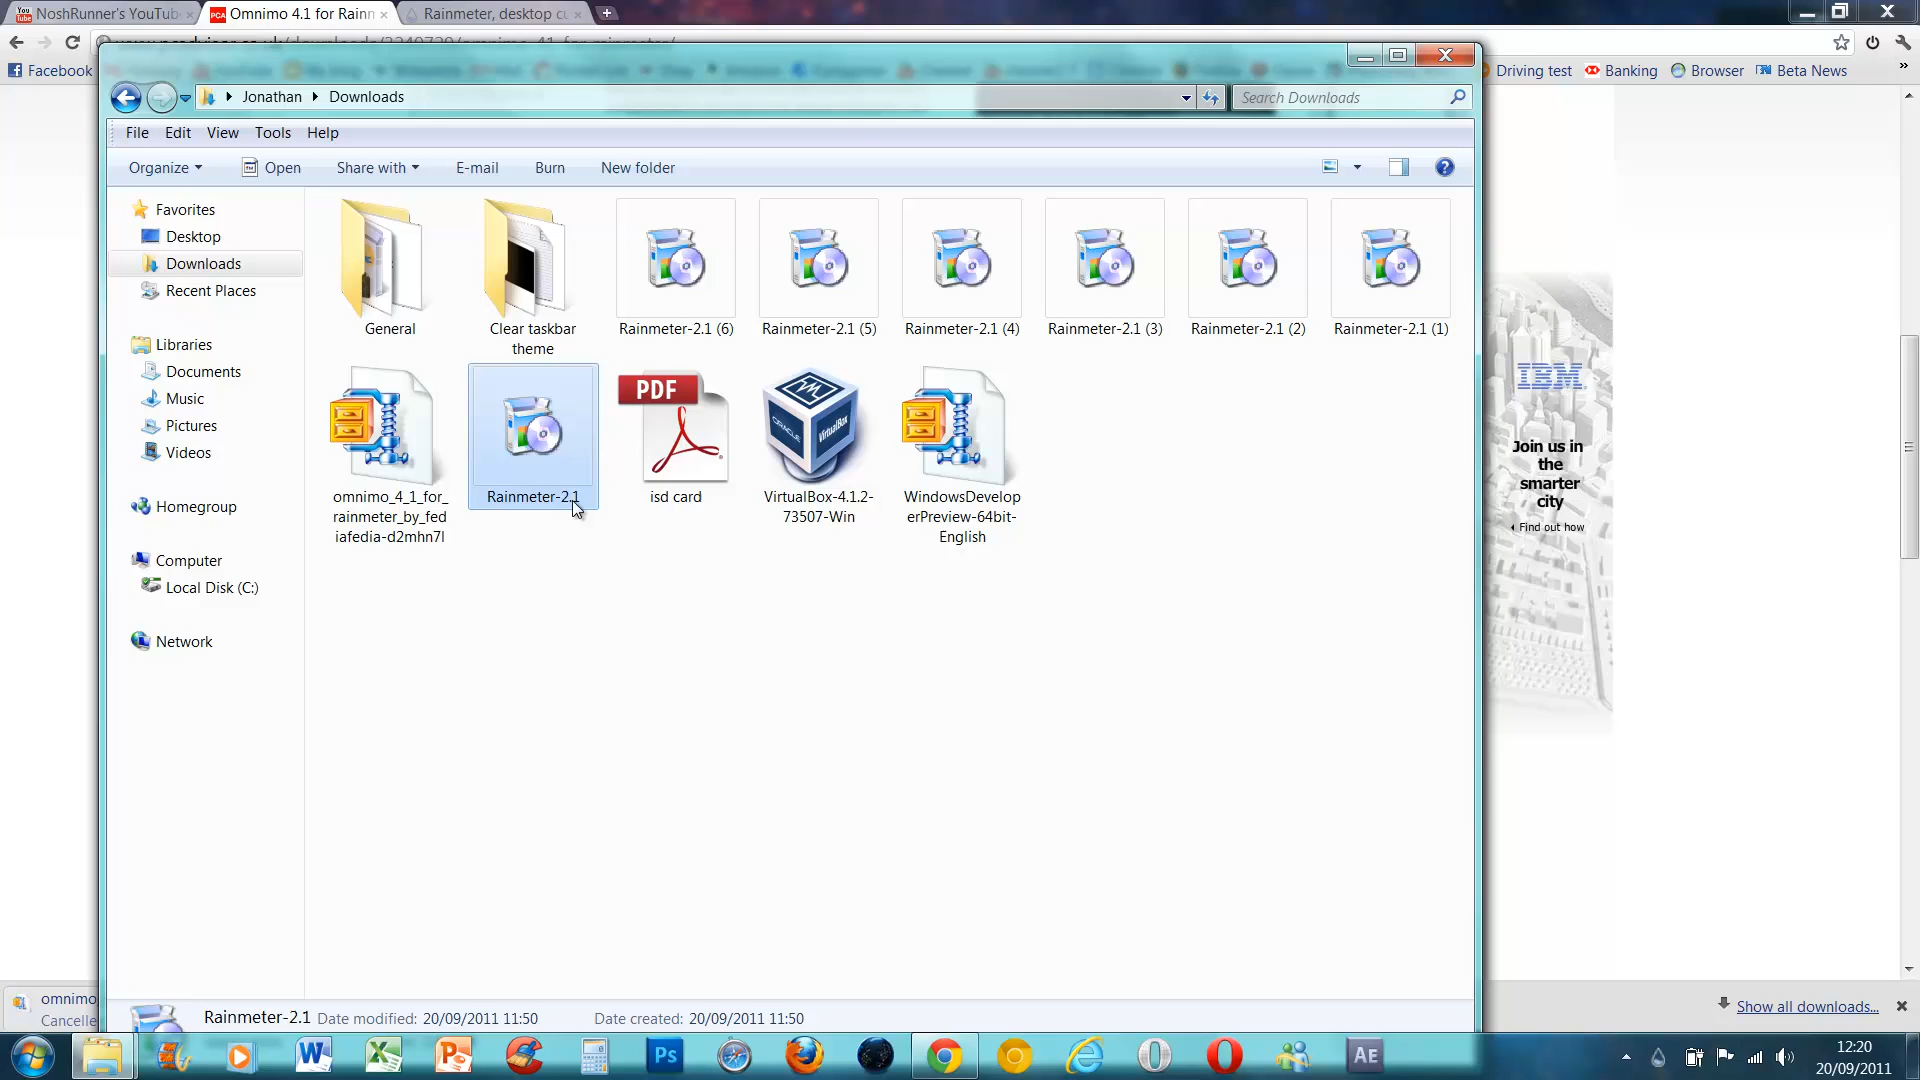 NoshRunner's YouTub
Omnimo 4.1 for Rainm
Rainmeter, desktop cu
Facebook
Driving test
Banking
Browser
Beta News
»
Jonathan
Downloads
Search Downloads
File
Edit
View
Tools
Help
Organize
Open
Share with
E-mail
Burn
New folder
Favorites
Desktop
Downloads
Recent Places
Libraries
Documents
Music
Pictures
Videos
Homegroup
Computer
Local Disk (C:)
Network
General
Clear taskbar
theme
Rainmeter-2.1 (6)
Rainmeter-2.1 (5)
Rainmeter-2.1 (4)
Rainmeter-2.1 (3)
Rainmeter-2.1 (2)
Rainmeter-2.1 (1)
omnimo_4_1_for_
rainmeter_by_fed
iafedia-d2mhn7l
Rainmeter-2.1
PDF
isd card
ORACLE
VirtualBox
VirtualBox-4.1.2-
73507-Win
WindowsDevelop
erPreview-64bit-
English
IBM
Join us in
the
smarter
city
Find out how
omnimo
Cancelle
Rainmeter-2.1 Date modified: 20/09/2011 11:50
Date created: 20/09/2011 11:50
Show all downloads...
Ps
AE
12:20
20/09/2011